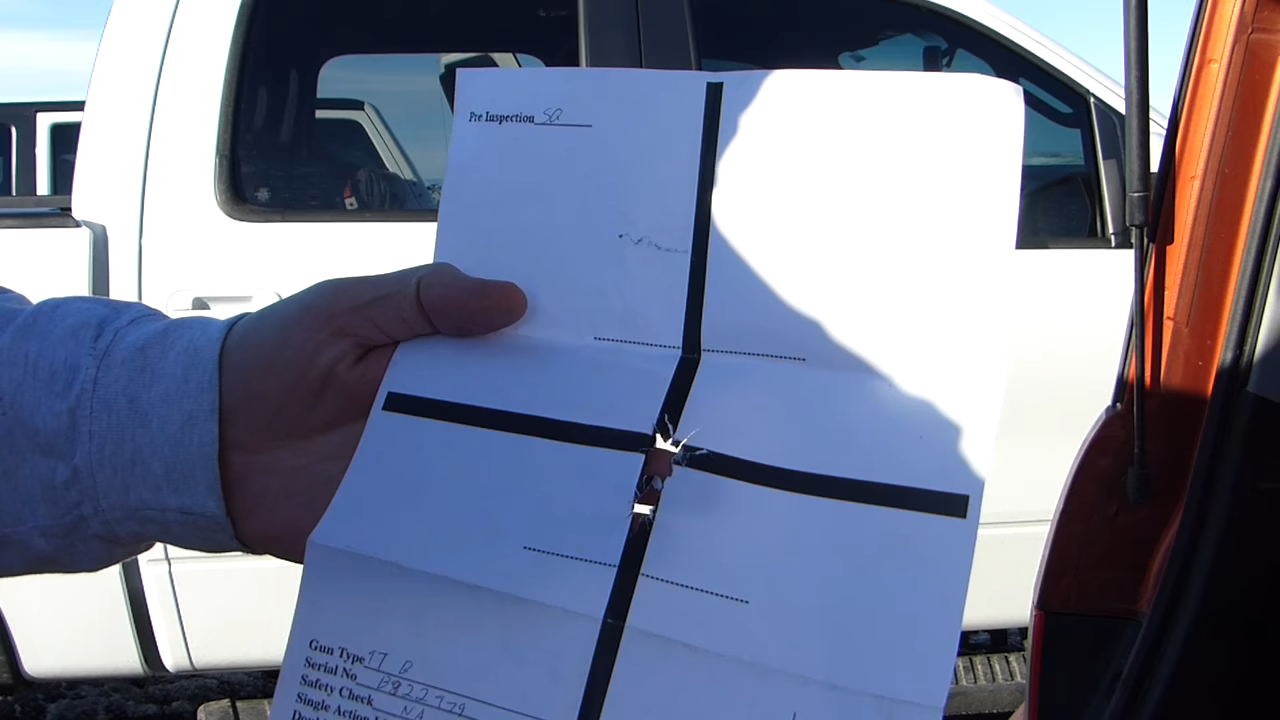 Pre Inspection SQ
Gun Type 17 D
Serial No B822779
Safety Check NA
Single Action